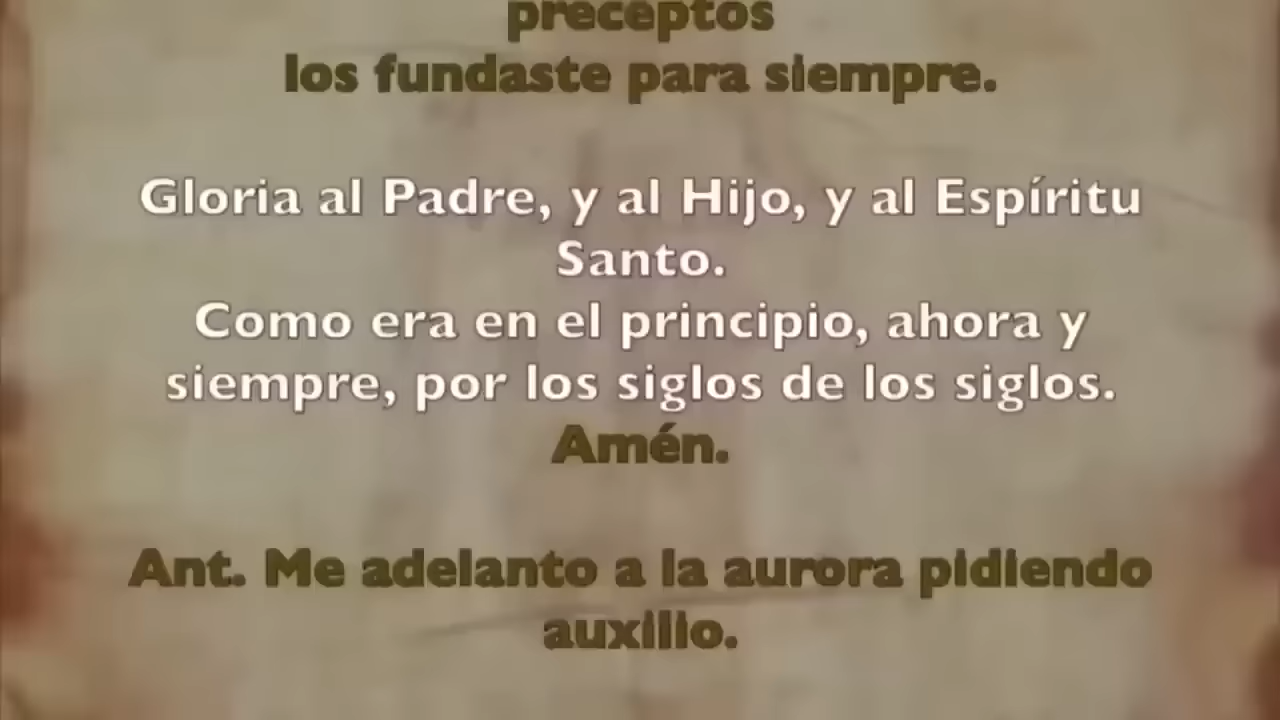 preceptos
los fundaste para siempre.
Gloria al Padre, y al Hijo, y al Espíritu
Santo.
Como era en el principio, ahora y
siempre, por los siglos de los siglos.
Amén.
Ant. Me adelanto a la aurora pidiendo
auxilio.